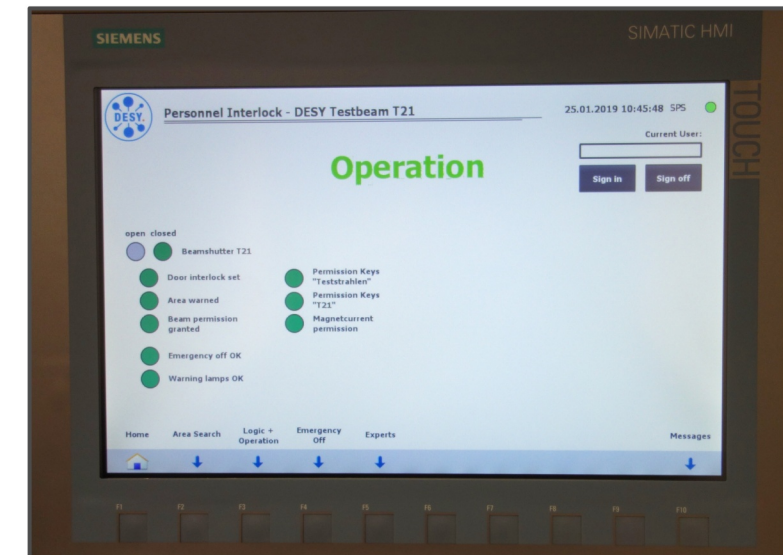 SIEMENS
SIMATIC HMI
TOUCH
DESY.
Personnel Interlock - DESY Testbeam T21
25.01.2019 10:45:48 SPS
Current User:
Operation
Sign in
Sign off
open closed
Beamshutter T21
Door interlock set
Permission Keys
"Teststrahlen"
Area warned
Permission Keys
"T21"
Beam permission
granted
Magnetcurrent
permission
Emergency off OK
Warning lamps OK
Home
Area Search
Logic +
Operation
Emergency
Off
Experts
Messages
F1 F2 F3 F4 F5 F6 F7 F8 F9 F10